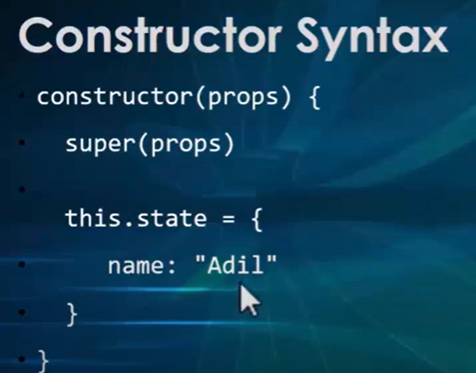 Constructor Syntax
constructor(props) {
super(props)
this.state = {
name: "Adil"
}
}